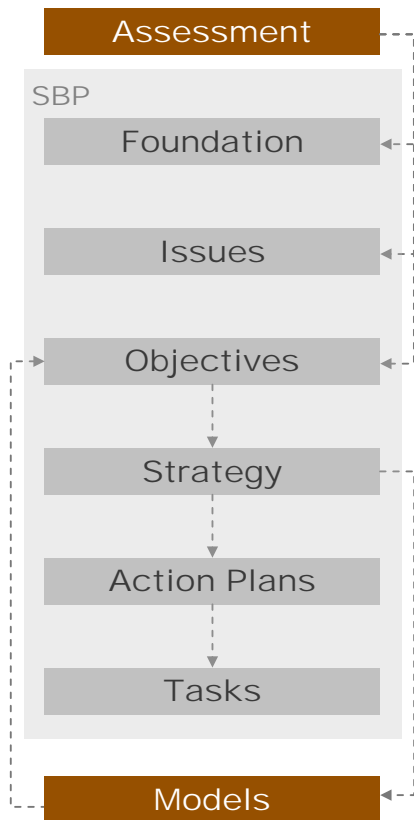 Assessment
SBP
Foundation
Issues
Objectives
Strategy
Action Plans
Tasks
Models